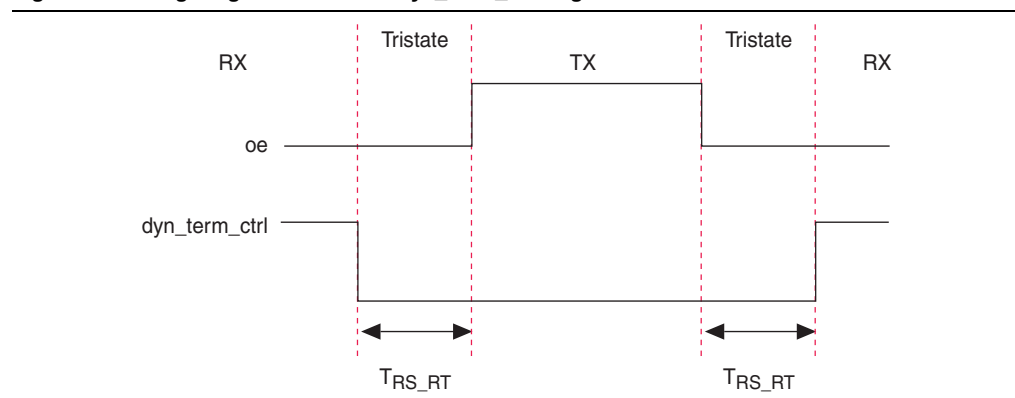 Tristate
Tristate
RX
TX
RX
oe
dyn_term_ctrl
TRS_RT
TRS_RT